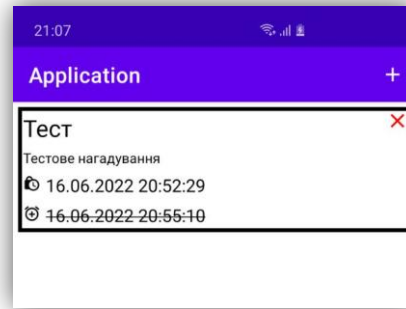 21:07
Application +
Тест
Тестове нагадування
16.06.2022 20:52:29
16.06.2022 20:55:10